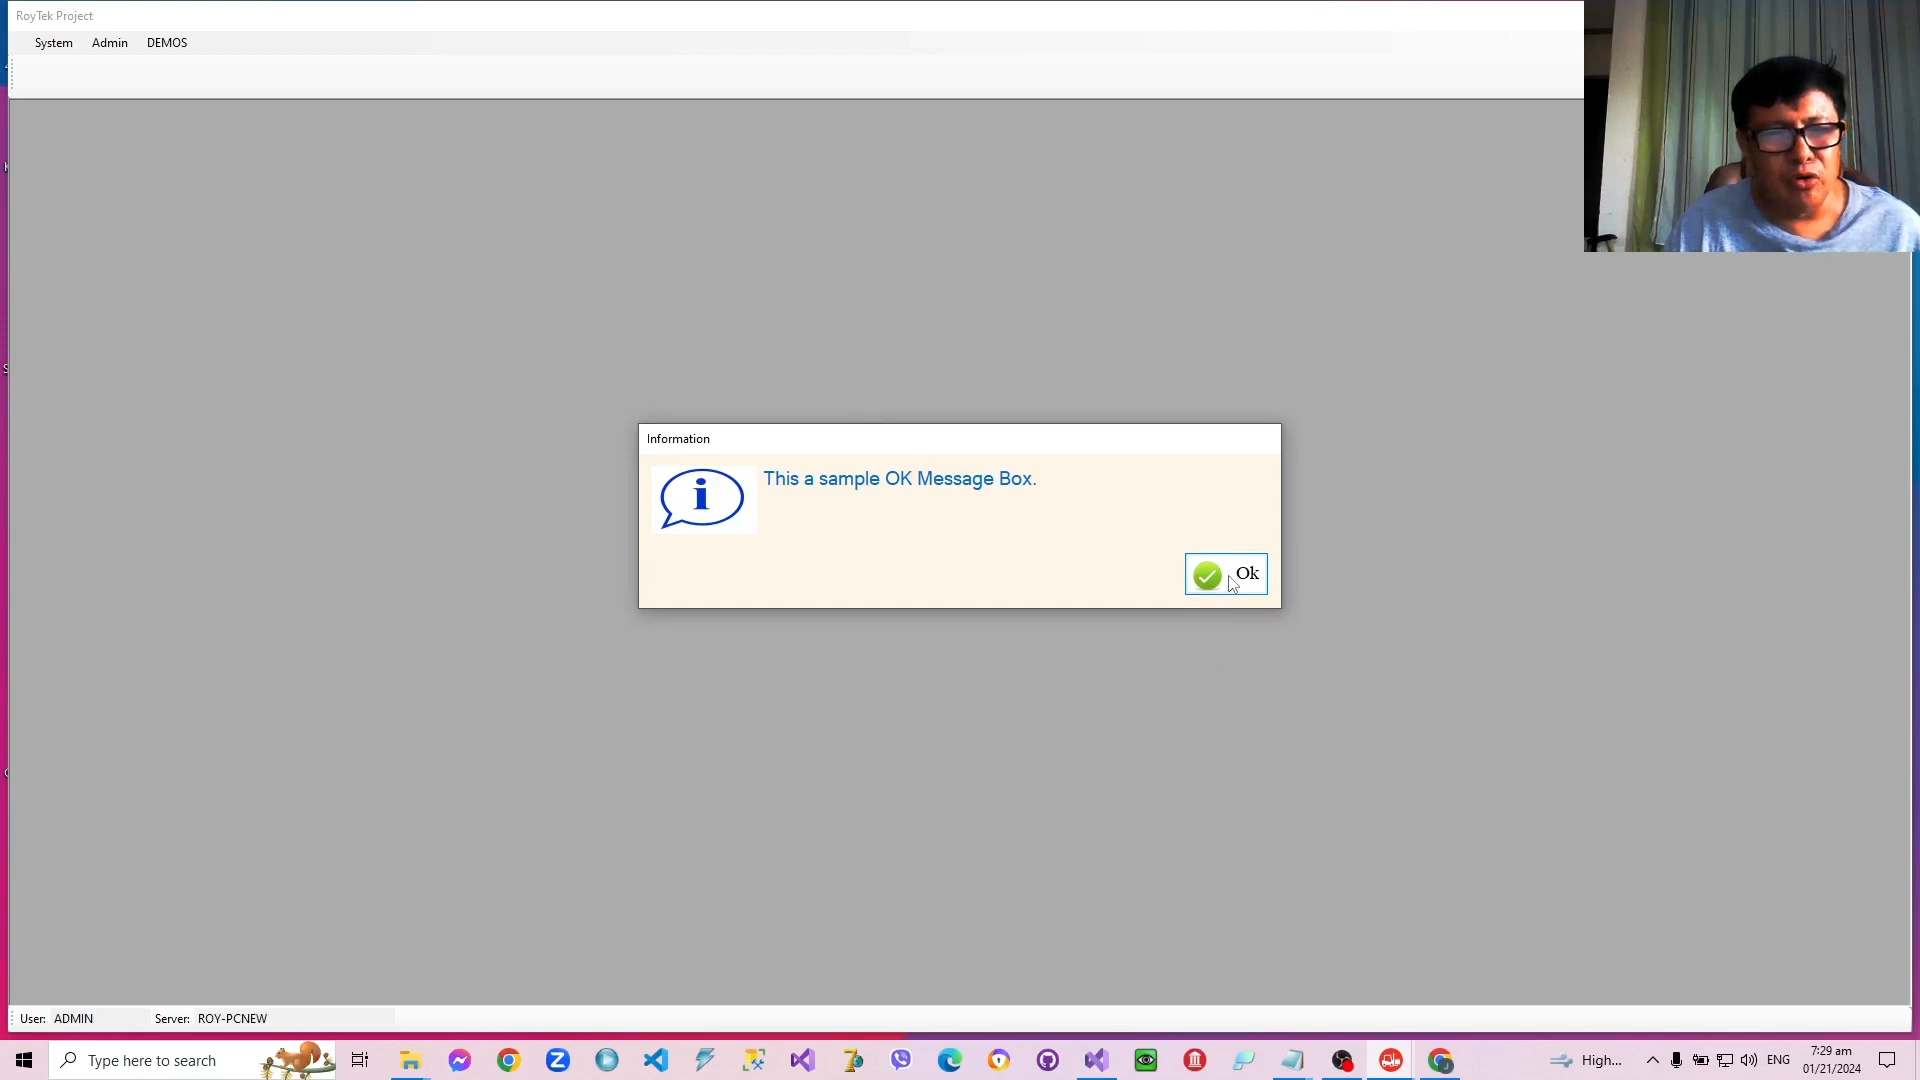 RoyTek Project
System Admin DEMOS
Information
This a sample OK Message Box.
Ok
User: ADMIN Server: ROY-PCNEW
Type here to search
High... ENG 7:29 am
01/21/2024